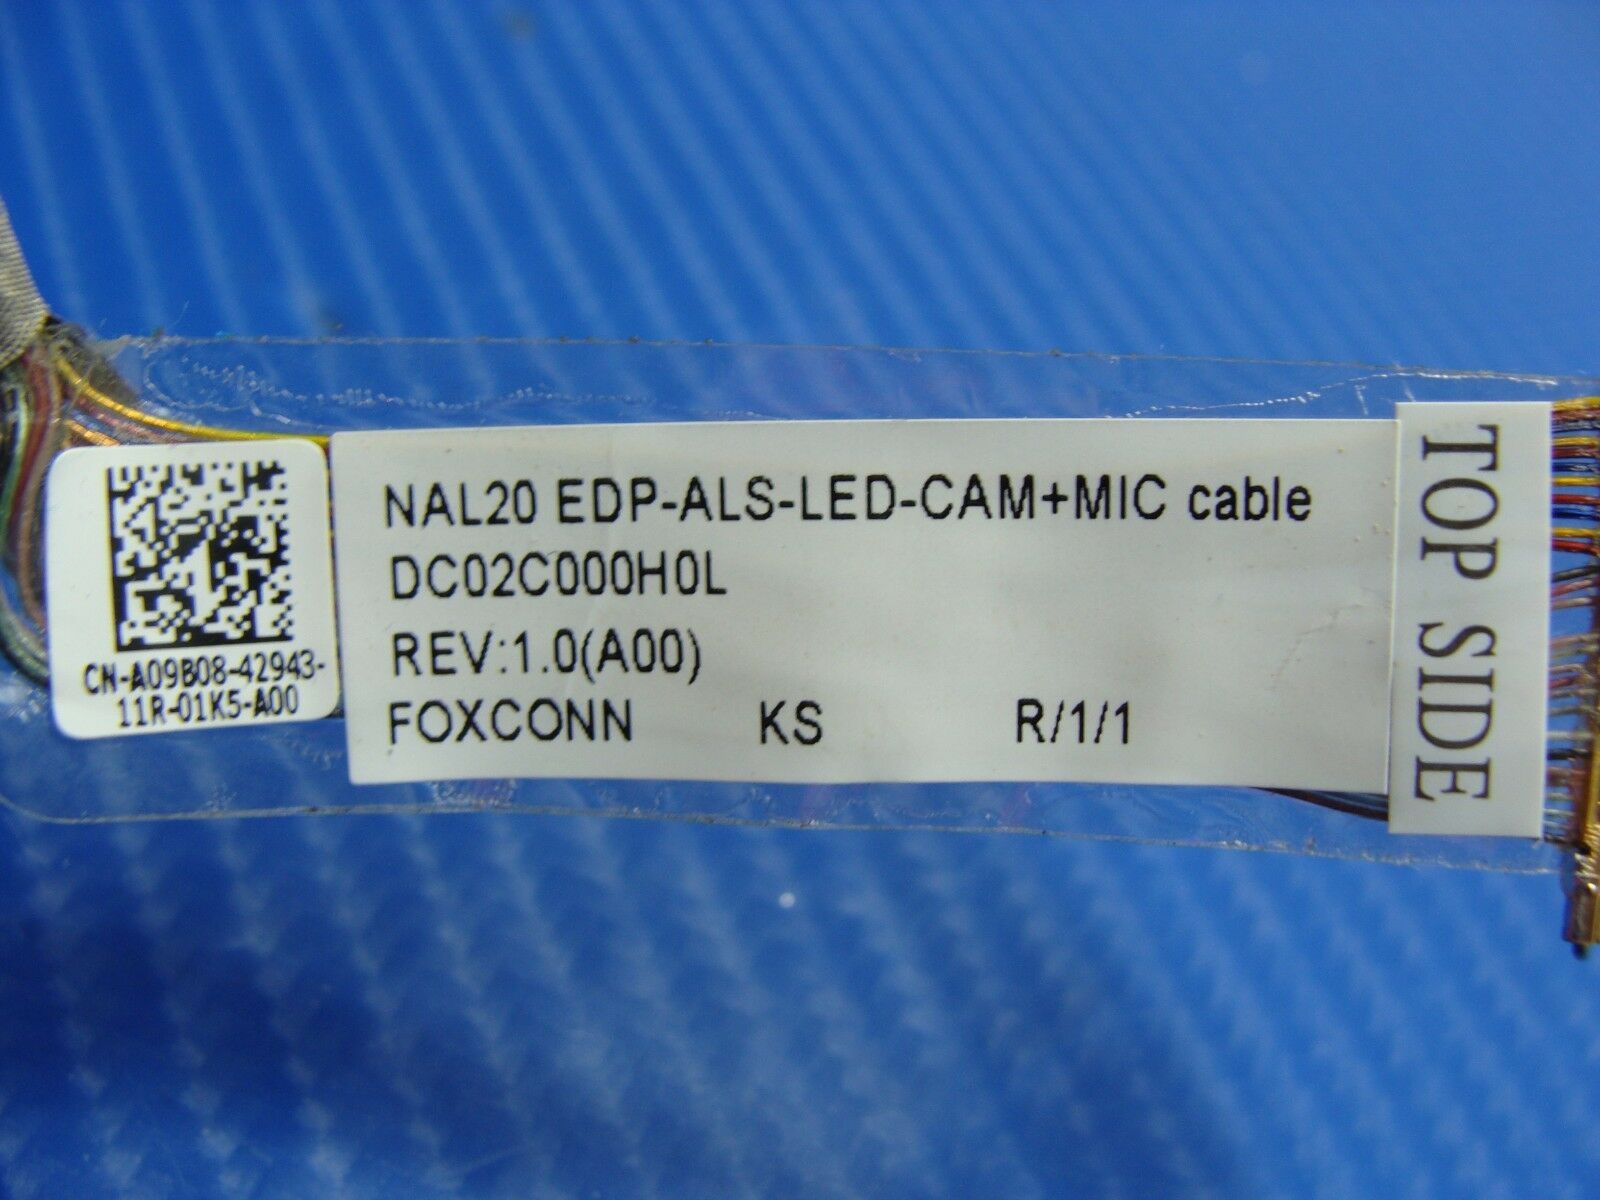 NAL20 EDP-ALS-LED-CAM+MIC cable
DC02C000H0L
REV:1.0(A00)
FOXCONN KS R/1/1
CN-A09B08-42943-
11R-01K5-A00
TOP SIDE